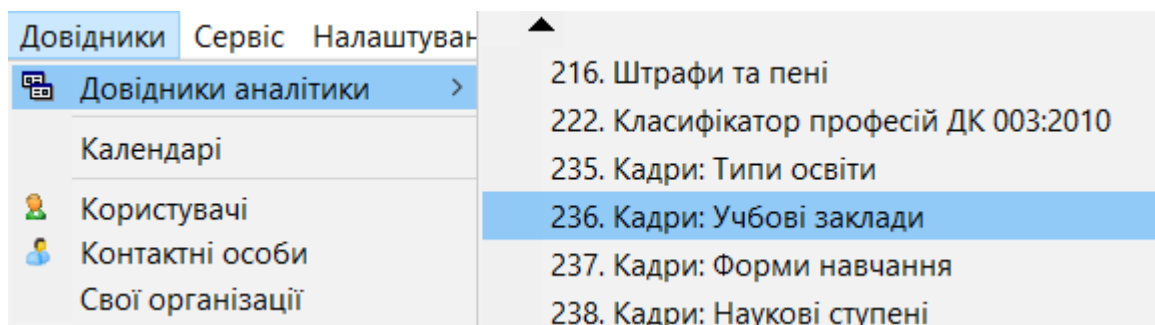 Довідники Сервіс Налаштуван
Довідники аналітики
Календарі
Користувачі
Контактні особи
Свої організації
216. Штрафи та пені
222. Класифікатор професій ДК 003:2010
235. Кадри: Типи освіти
236. Кадри: Учбові заклади
237. Кадри: Форми навчання
238. Кадри: Наукові ступені